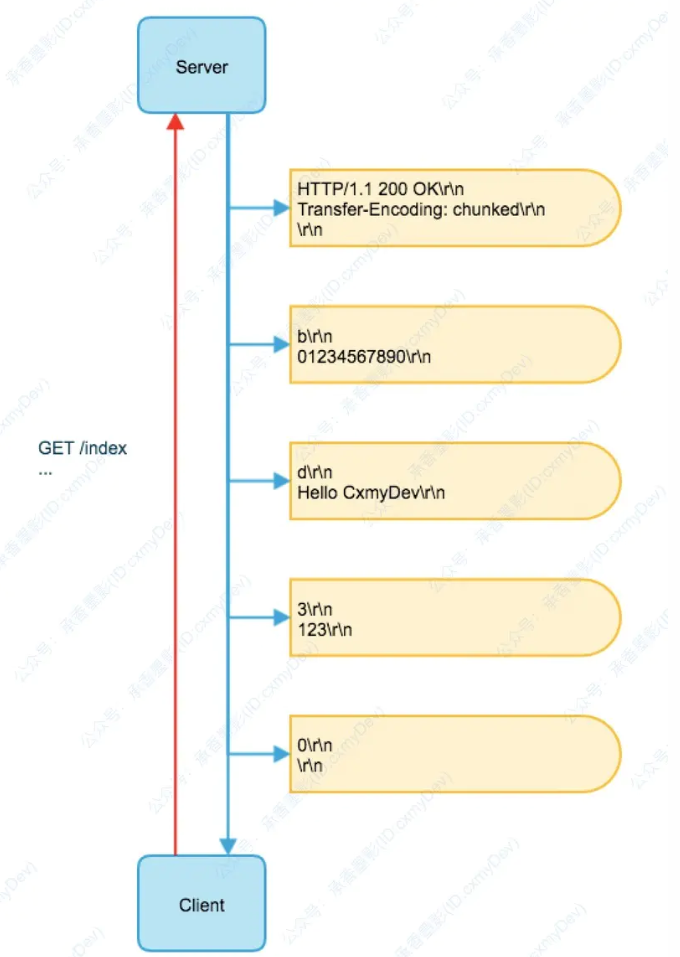 Server
HTTP/1.1 200 OK\r\n
Transfer-Encoding: chunked\r\n
\r\n
b\r\n
01234567890\r\n
GET /index
...
d\r\n
Hello CxmyDev\r\n
3\r\n
123\r\n
0\r\n
\r\n
Client
公众号：承香墨影(ID:cxmyDev)